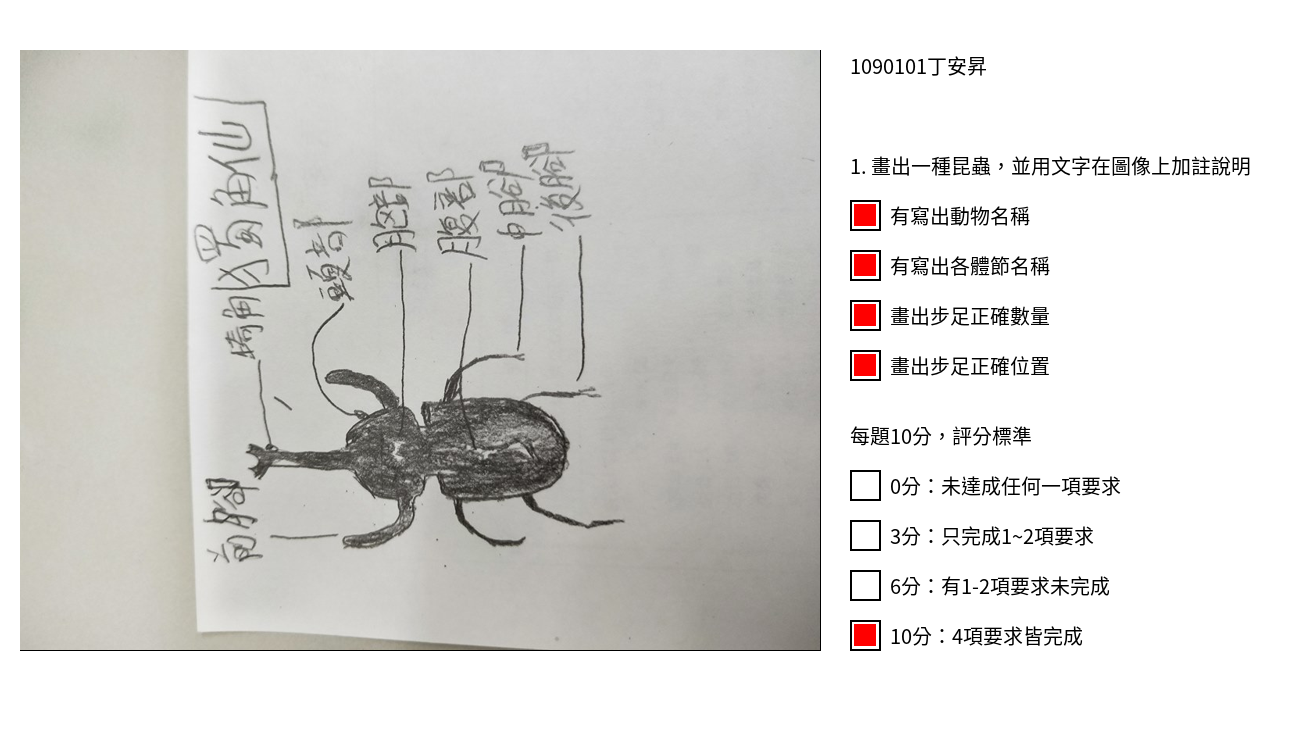 獨角仙
犄角
頭部
胸部
腹部
中腳
後腳
前腳
1090101丁安昇
1. 畫出一種昆蟲，並用文字在圖像上加註說明
有寫出動物名稱
有寫出各體節名稱
畫出步足正確數量
畫出步足正確位置
每題10分，評分標準
0分：未達成任何一項要求
3分：只完成1~2項要求
6分：有1-2項要求未完成
10分：4項要求皆完成